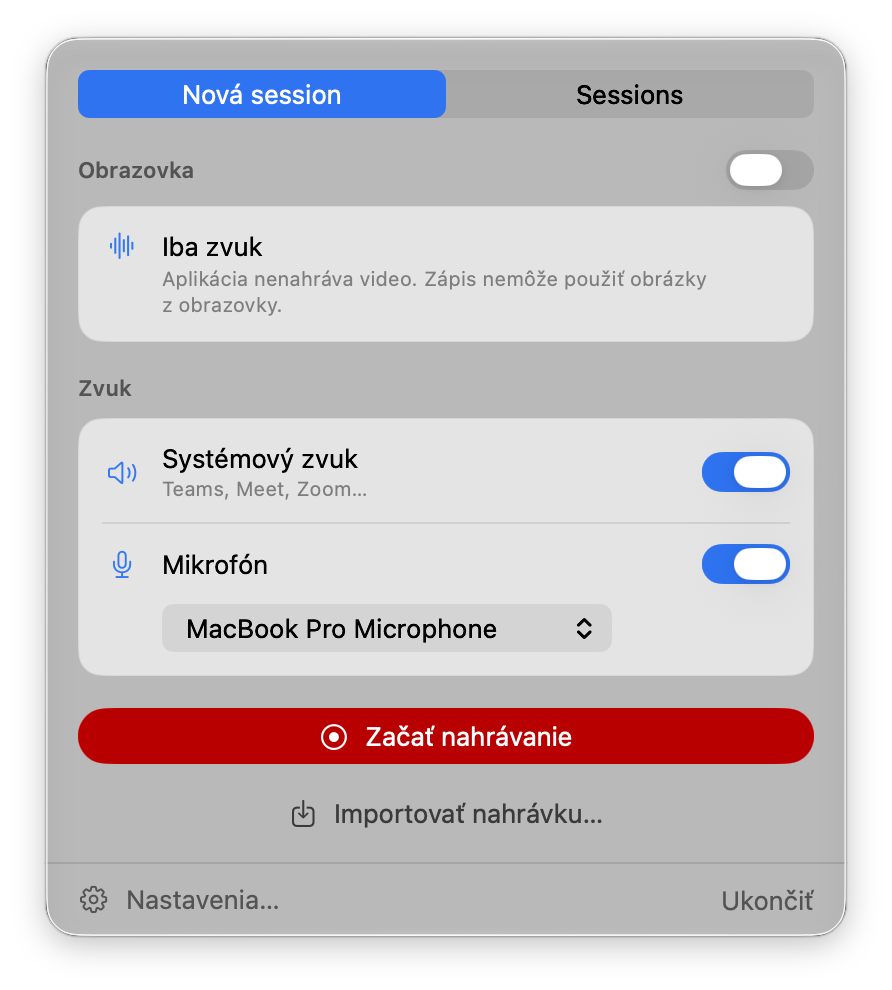 Nová session
Sessions
Obrazovka
Iba zvuk
Aplikácia nenahráva video. Zápis nemôže použiť obrázky
z obrazovky.
Zvuk
Systémový zvuk
Teams, Meet, Zoom...
Mikrofón
MacBook Pro Microphone
Začať nahrávanie
Importovať nahrávku...
Nastavenia...
Ukončiť